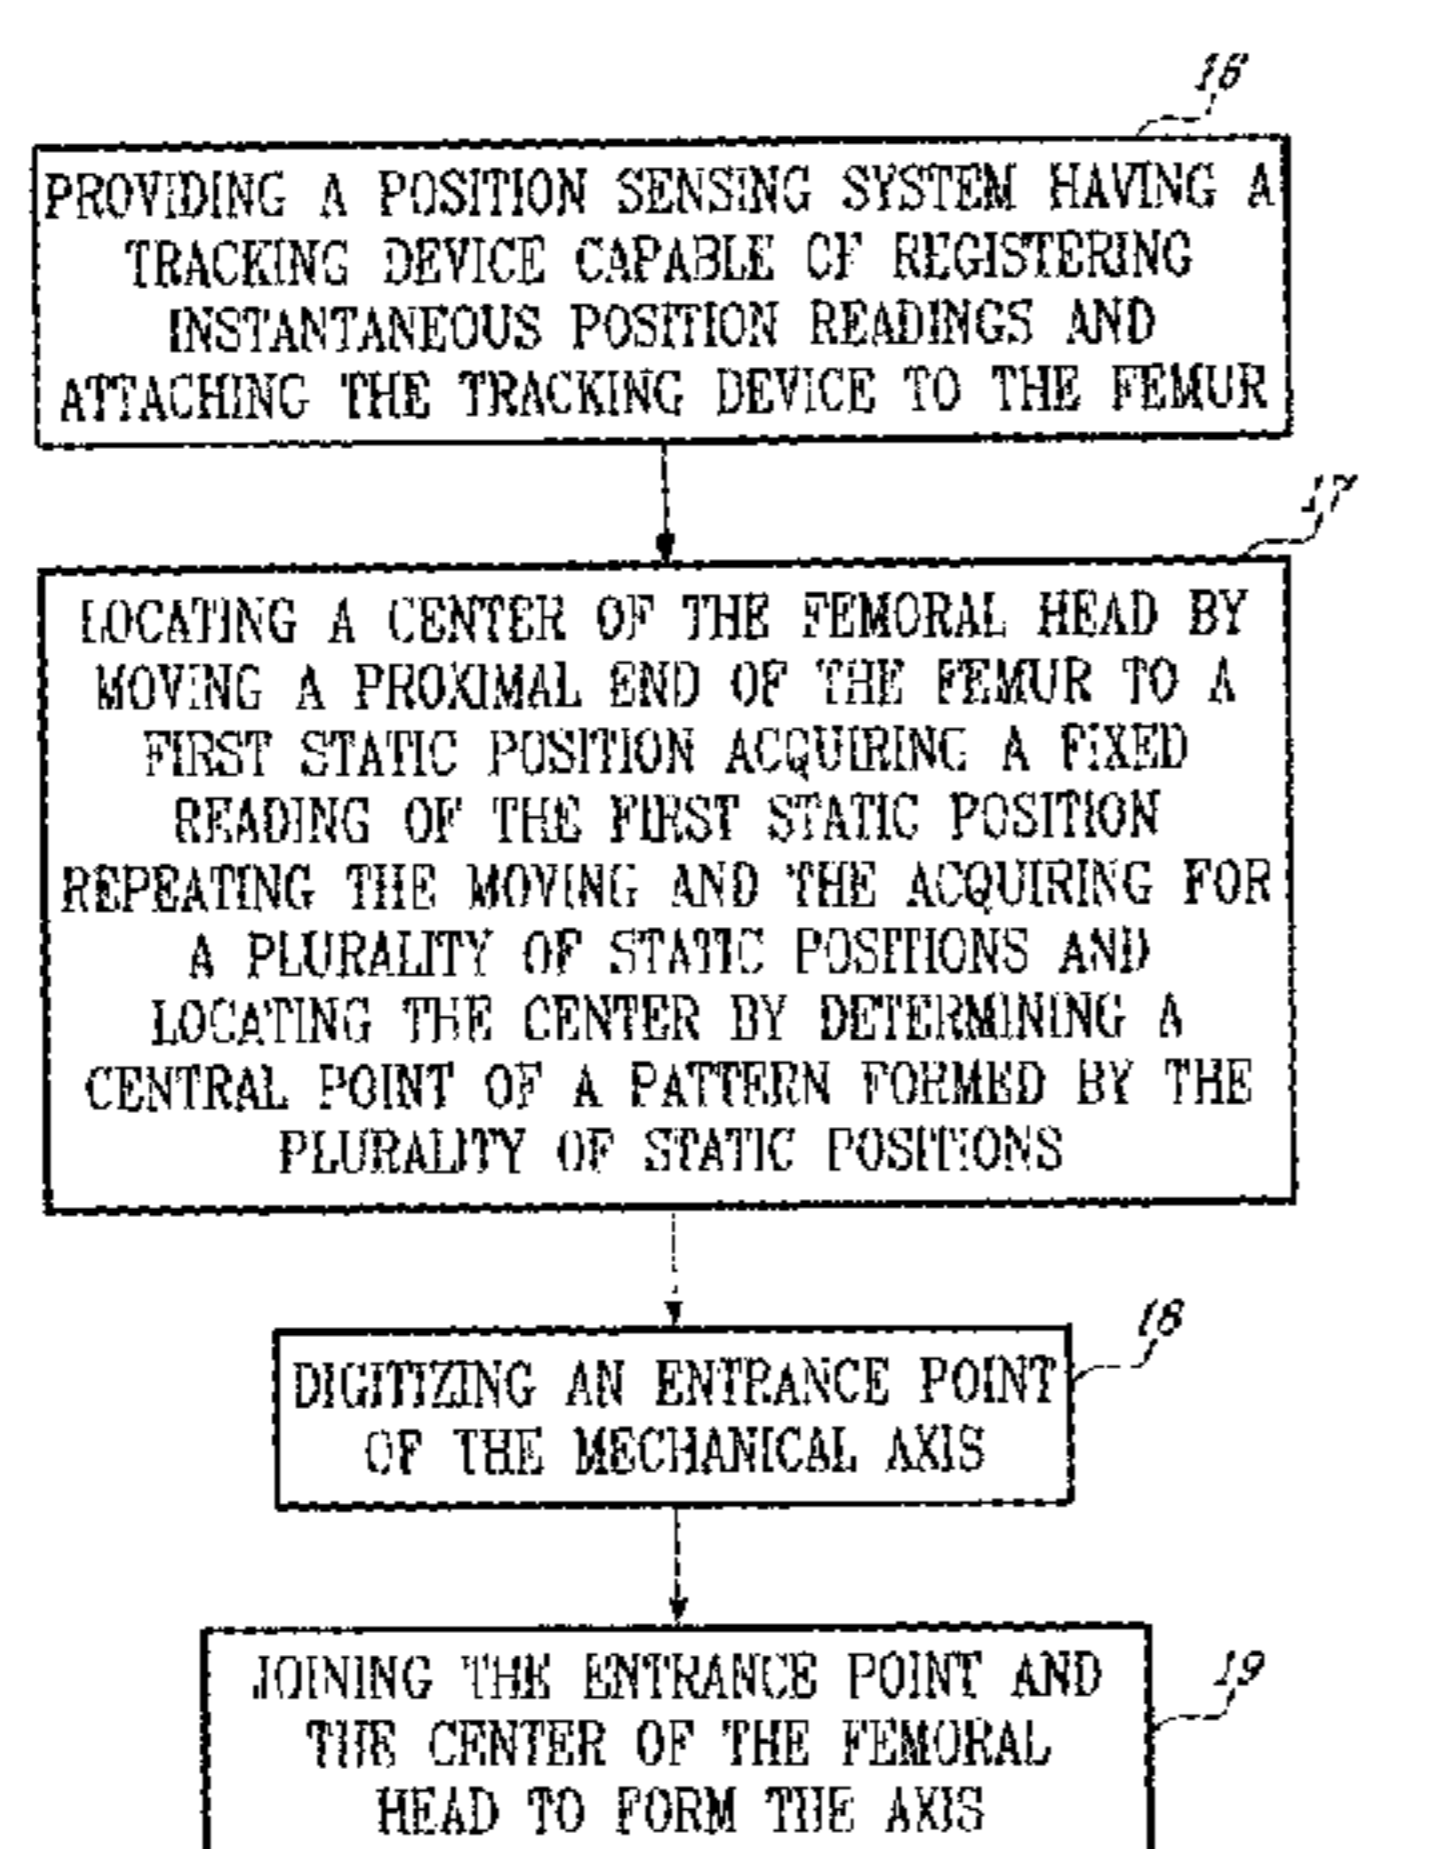 16
PROVIDING A POSITION SENSING SYSTEM HAVING A
TRACKING DEVICE CAPABLE OF REGISTERING
INSTANTANEOUS POSITION READINGS AND
ATTACHING THE TRACKING DEVICE TO THE FEMUR
17
LOCATING A CENTER OF THE FEMORAL HEAD BY
MOVING A PROXIMAL END OF THE FEMUR TO A
FIRST STATIC POSITION ACQUIRING A FIXED
READING OF THE FIRST STATIC POSITION
REPEATING THE MOVING AND THE ACQUIRING FOR
A PLURALITY OF STATIC POSITIONS AND
LOCATING THE CENTER BY DETERMINING A
CENTRAL POINT OF A PATTERN FORMED BY THE
PLURALITY OF STATIC POSITIONS
18
DIGITIZING AN ENTRANCE POINT
OF THE MECHANICAL AXIS
19
JOINING THE ENTRANCE POINT AND
THE CENTER OF THE FEMORAL
HEAD TO FORM THE AXIS